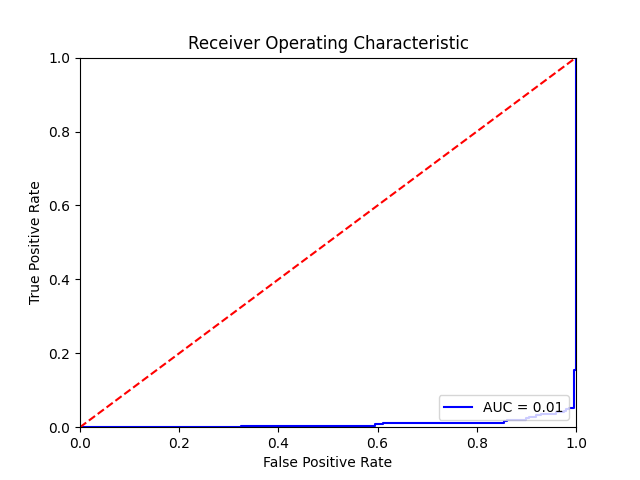 Receiver Operating Characteristic
1.0
0.8
0.6
0.4
0.2
0.0
True Positive Rate
AUC = 0.01
0.0 0.2 0.4 0.6 0.8 1.0
False Positive Rate